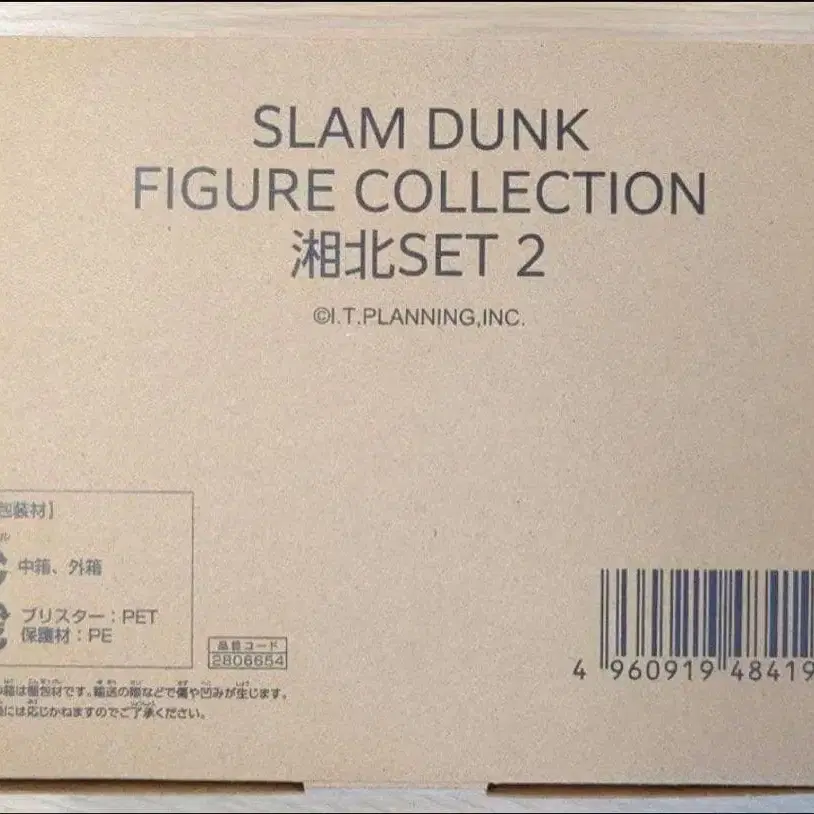 SLAM DUNK
FIGURE COLLECTION
湘北SET 2
©I.T.PLANNING,INC.
包装材】
ル
中箱、外箱
ブリスター：PET
保護材：PE
品番コード
2806654
箱は梱包材です。輸送の際などで傷や凹みが生じます。
には応じかねますのでご了承ください。
4 960919 48419